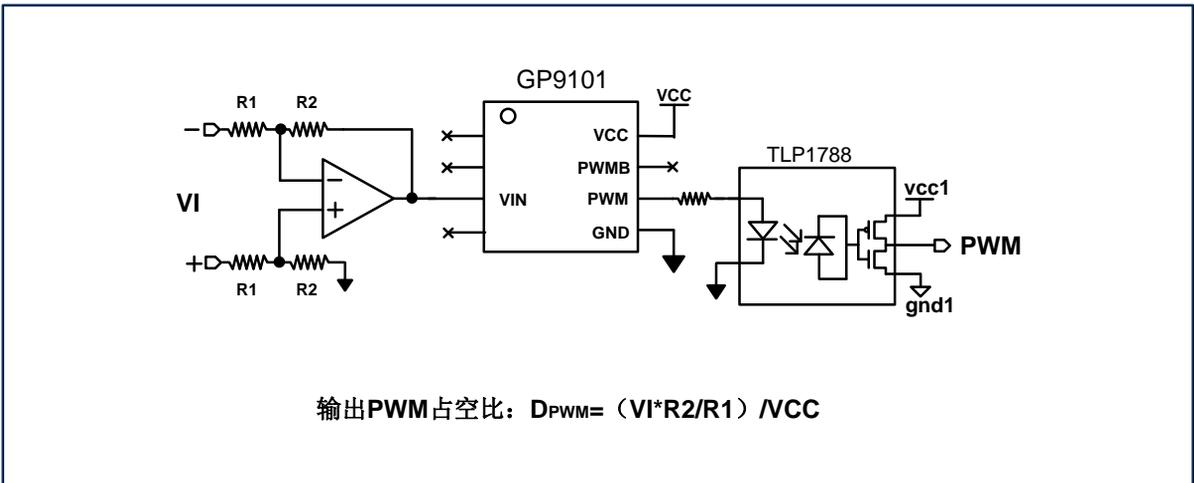 GP9101
R1 R2
VCC
−
VCC
PWMB
TLP1788
VI
−
+
VIN
PWM
vcc1
GND
PWM
+
R1 R2
gnd1
输出PWM占空比：DPWM=（VI*R2/R1）/VCC